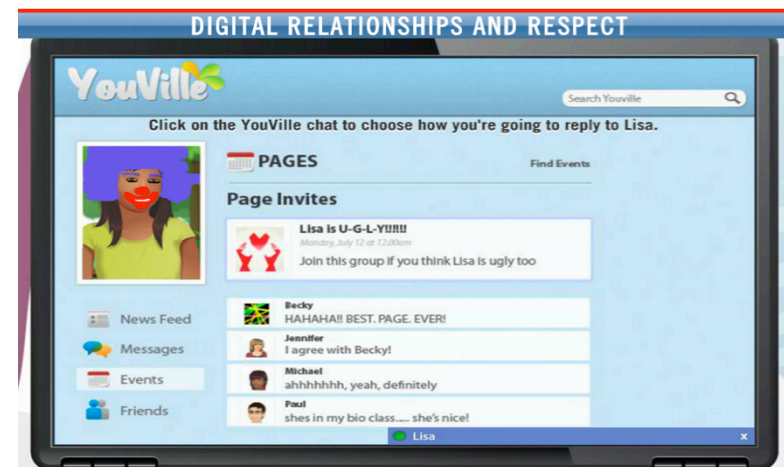 DIGITAL RELATIONSHIPS AND RESPECT
YouVille
Search Youville
Click on the YouVille chat to choose how you're going to reply to Lisa.
PAGES
Find Events
Page Invites
Lisa is U-G-L-Y!!!!!!
Monday, July 12 at 12.00am
Join this group if you think Lisa is ugly too
Becky
HAHAHA!! BEST. PAGE. EVER!
Jennifer
I agree with Becky!
Michael
ahhhhhhh, yeah, definitely
Paul
shes in my bio class..... she's nice!
News Feed
Messages
Events
Friends
Lisa x